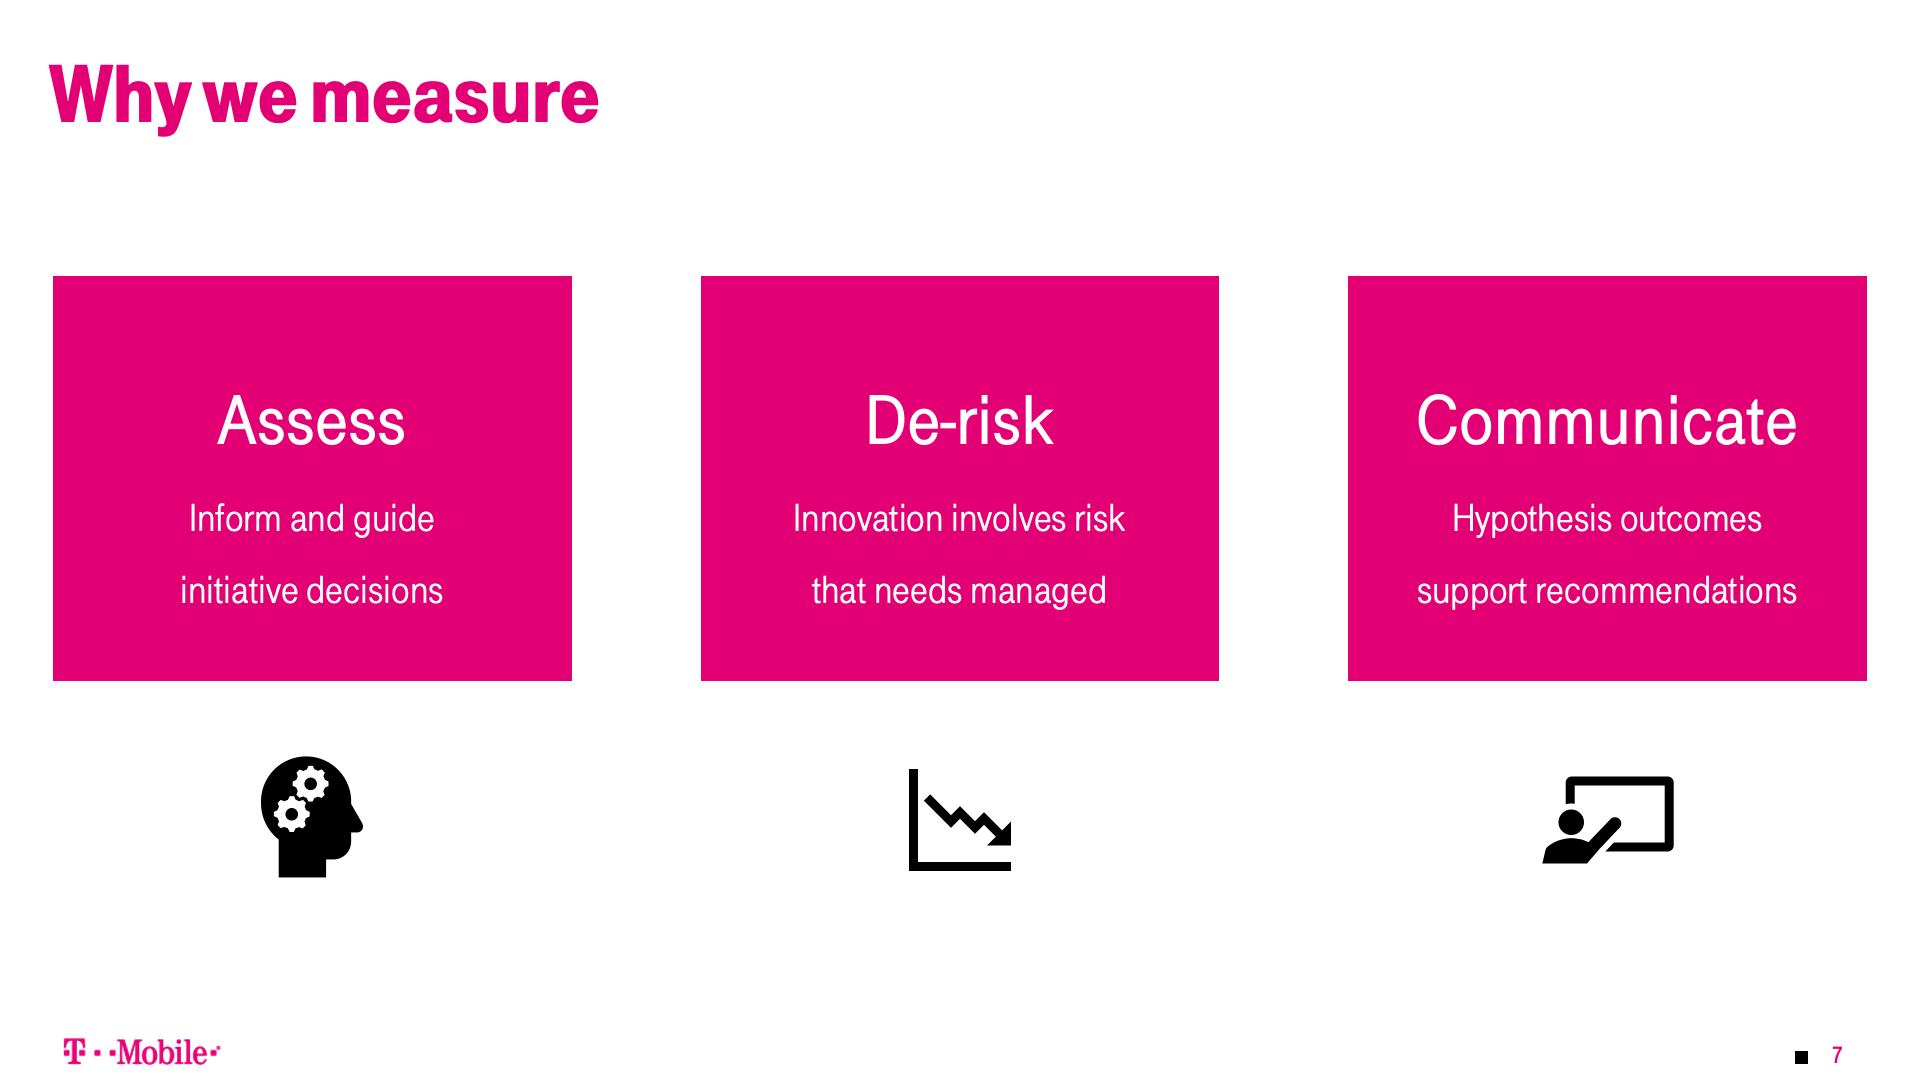 Why we measure
Assess
Inform and guide
initiative decisions
De-risk
Innovation involves risk
that needs managed
Communicate
Hypothesis outcomes
support recommendations
T Mobile
7